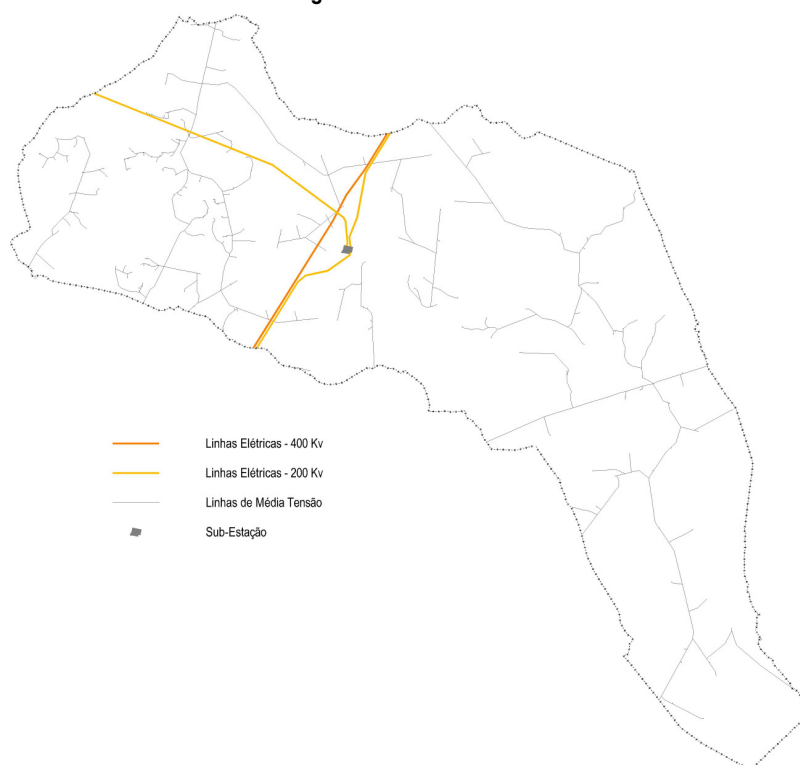 Linhas Elétricas - 400 Kv
Linhas Elétricas - 200 Kv
Linhas de Média Tensão
Sub-Estação